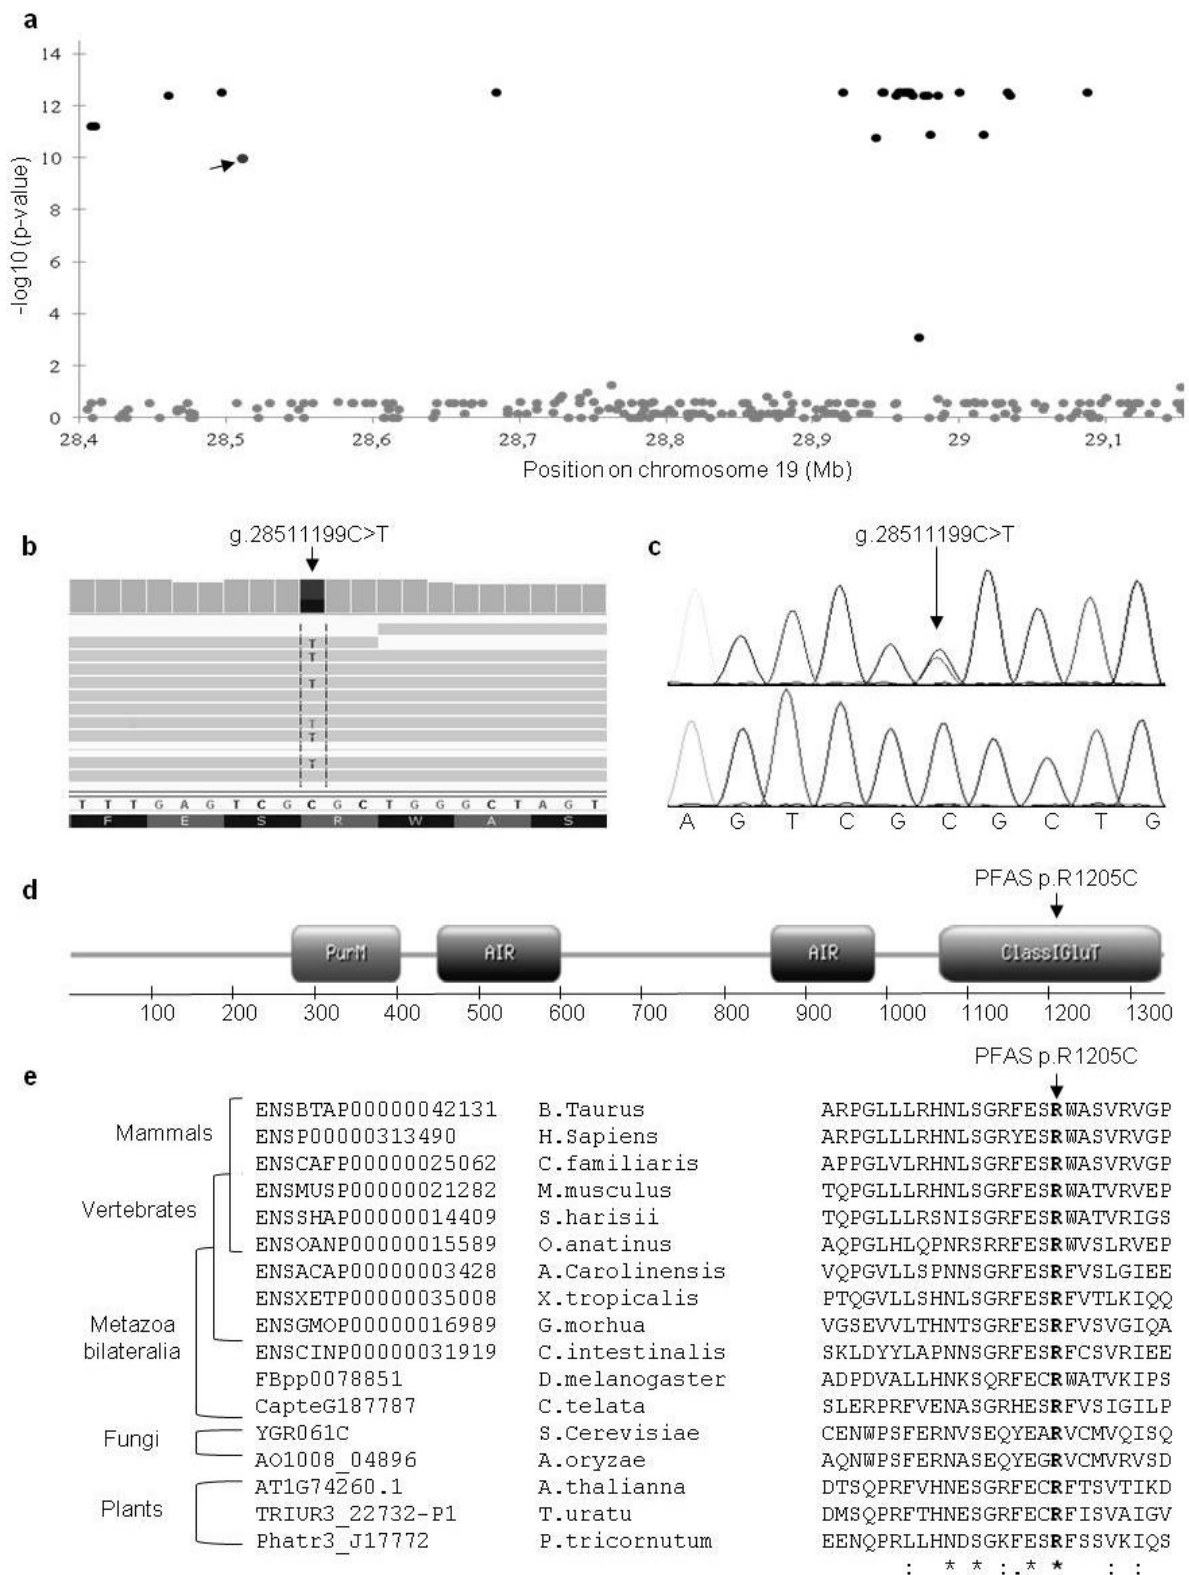 a
14
12
10
8
6
4
2
0
-log10 (p-value)
28,4 28,5 28,6 28,7 28,8 28,9 29 29,1
Position on chromosome 19 (Mb)
b
g.28511199C>T
T
T
T
T
T
T
T T T G A G T C G C G C T G G G C T A G T
F E S R W A S
c
g.28511199C>T
A G T C G C G C T G
d
PFAS p.R1205C
PurM AIR AIR ClassIGluT
100 200 300 400 500 600 700 800 900 1000 1100 1200 1300
PFAS p.R1205C
e
Mammals
Vertebrates
Metazoa
bilateralia
Fungi
Plants
ENSBTAP00000042131 B.Taurus ARPGLLLRHNLSGRFESRWASVRVGP
ENSP00000313490 H.Sapiens ARPGLLLRHNLSGRYESRWASVRVGP
ENSCAFP00000025062 C.familiaris APPGLVLRHNLSGRFESRWASVRVGP
ENSMUSP00000021282 M.musculus TQPGLLLRHNLSGRFESRWATVRVEP
ENSSHAP00000014409 S.harisii TQPGLLLRSNISGRFESRWATVRIGS
ENSOANP00000015589 O.anatinus AQPGLHLQPNRSRRFESRWVSLRVEP
ENSACAP00000003428 A.Carolinensis VQPGVLLSPNNSGRFESRFVSLGIEE
ENSXETP00000035008 X.tropicalis PTQGVLLSHNLSGRFESRFVTLKIQQ
ENSGMOP00000016989 G.morhua VGSEVVLTHNTSGRFESRFVSVGIQA
ENSCINP00000031919 C.intestinalis SKLDYYLAPNNSGRFESRFCSVRIEE
FBpp0078851 D.melanogaster ADPDVALLHNKSQRFECRWATVKIPS
CapteG187787 C.telata SLERPRFVENASGRHESRFVSIGILP
YGR061C S.Cerevisiae CENWPSFERNVSEQYEARVCMVQISQ
AO1008_04896 A.oryzae AQNWPSFERNASEQYEGRVCMVRVSD
AT1G74260.1 A.thalianna DTSQPRFVHNESGRFECRFTSVTIKD
TRIUR3_22732-P1 T.uratu DMSQPRFTHNESGRFECRFISVAIGV
Phatr3_J17772 P.tricornutum EENQPRLLHNDSGKFESRFSSVKIQS
: * * :.* * : :